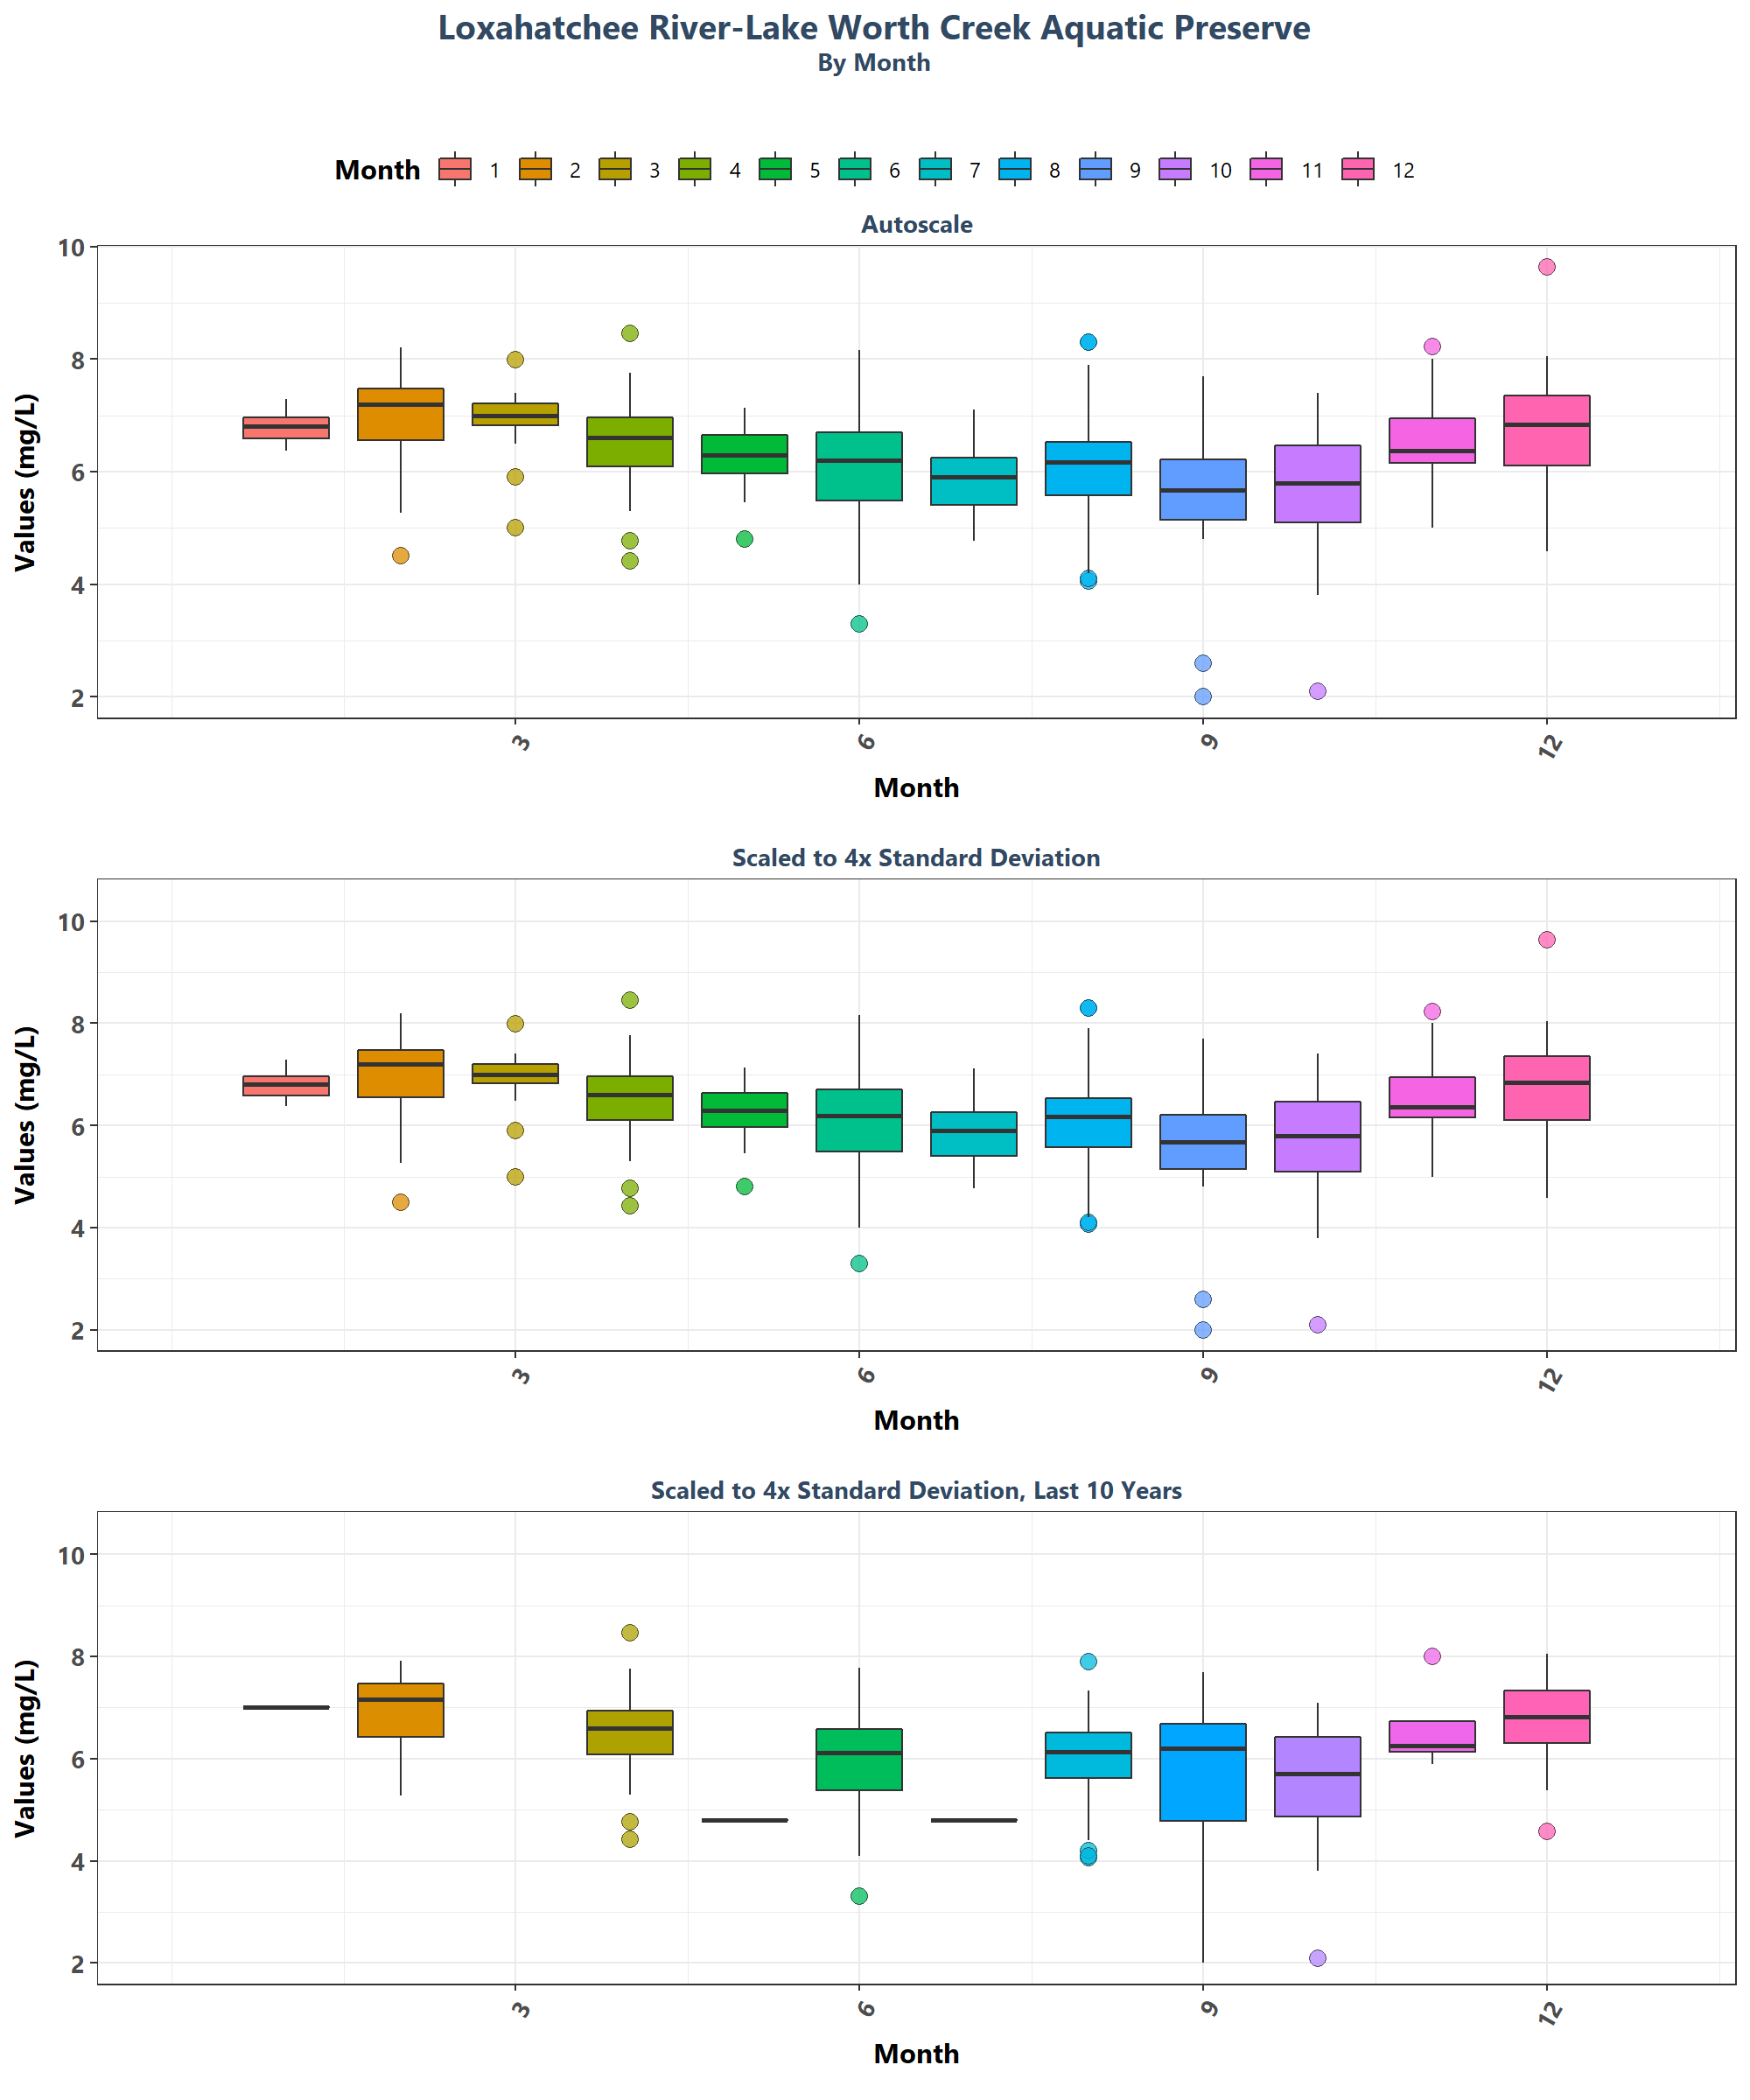 Loxahatchee River-Lake Worth Creek Aquatic Preserve
By Month
Month 1 2 3 4 5 6 7 8 9 10 11 12
Autoscale
Values (mg/L)
10
8
6
4
2
3 6 9 12
Month
Scaled to 4x Standard Deviation
Values (mg/L)
10
8
6
4
2
3 6 9 12
Month
Scaled to 4x Standard Deviation, Last 10 Years
Values (mg/L)
10
8
6
4
2
3 6 9 12
Month